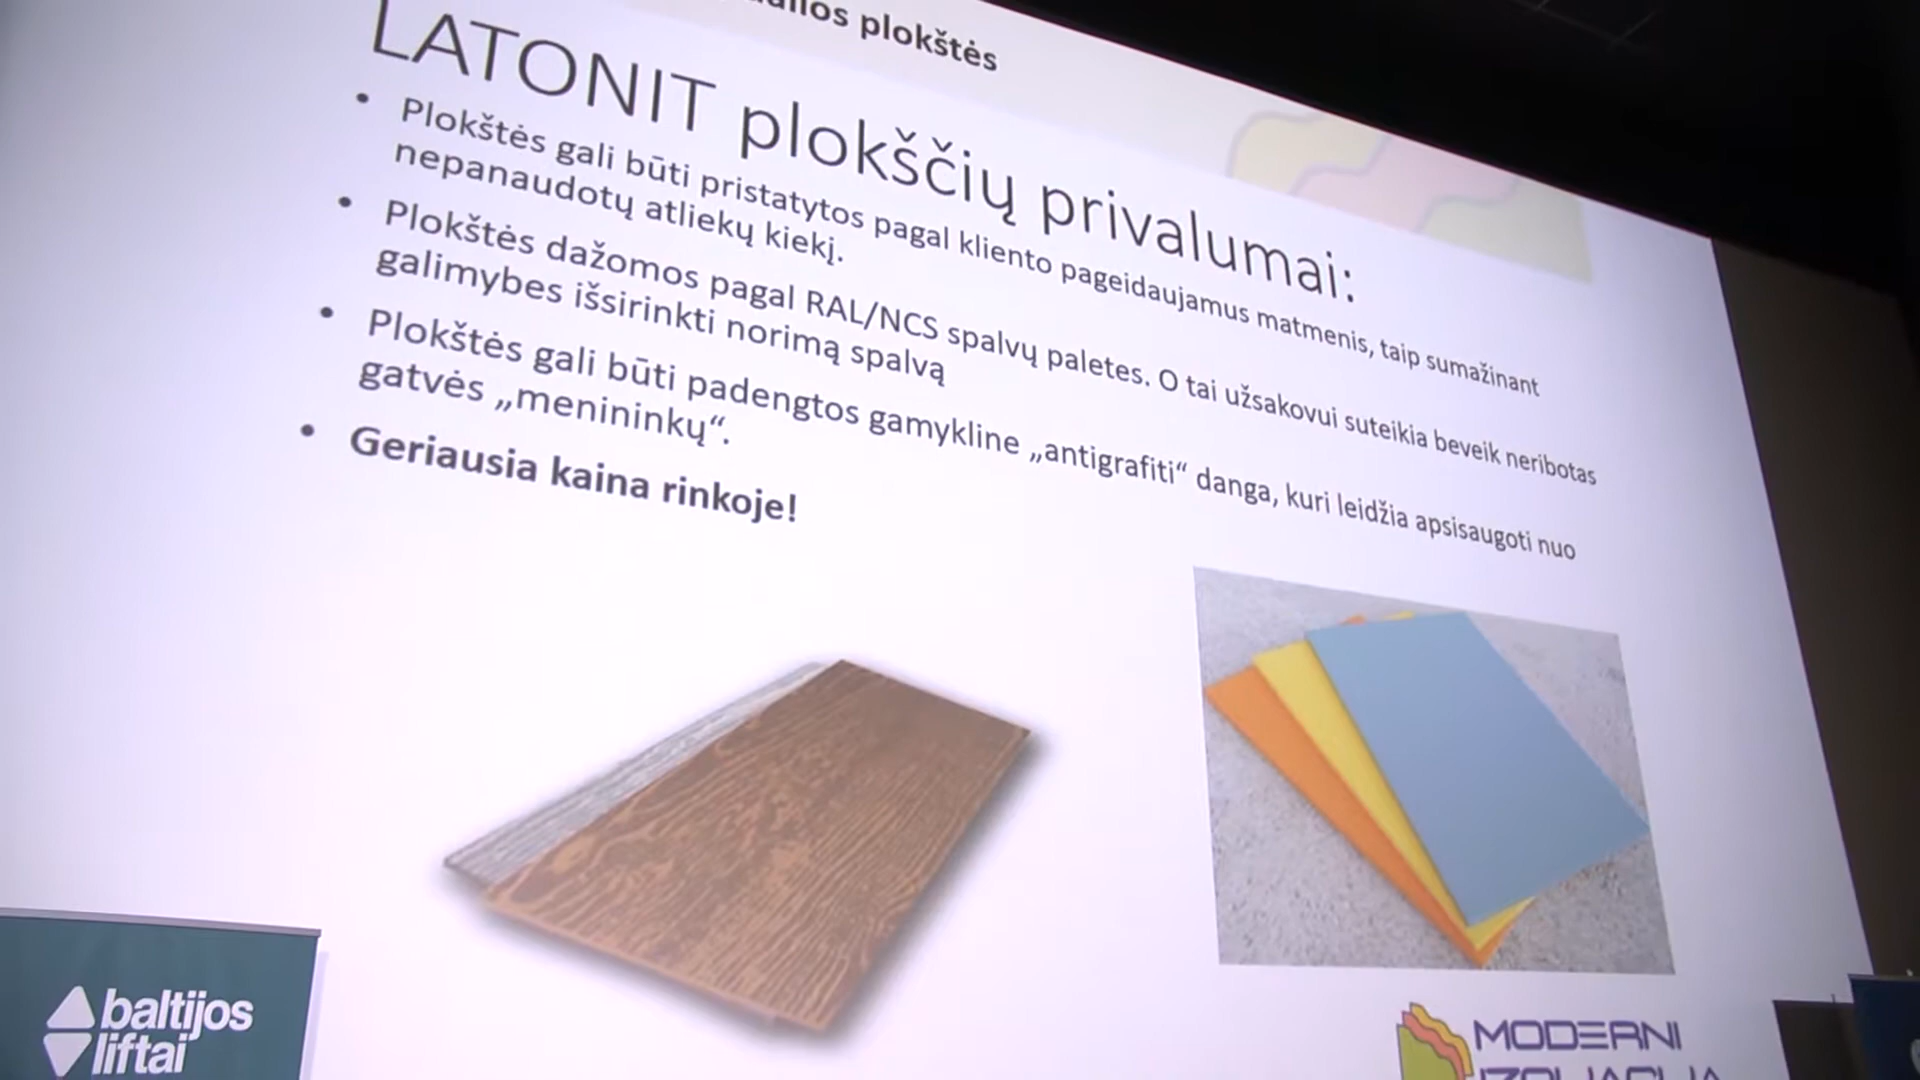 plokštės
LATONIT plokščių privalumai:
• Plokštės gali būti pristatytos pagal kliento pageidaujamus matmenis, taip sumažinant
nepanaudotų atliekų kiekį.
• Plokštės dažomos pagal RAL/NCS spalvų paletes. O tai užsakovui suteikia beveik neribotas
galimybes išsirinkti norimą spalvą
• Plokštės gali būti padengtos gamykline „antigrafiti“ danga, kuri leidžia apsisaugoti nuo
gatvės „menininkų“.
• Geriausia kaina rinkoje!
baltijos
liftai
MODERNI
IZOLIACIJA